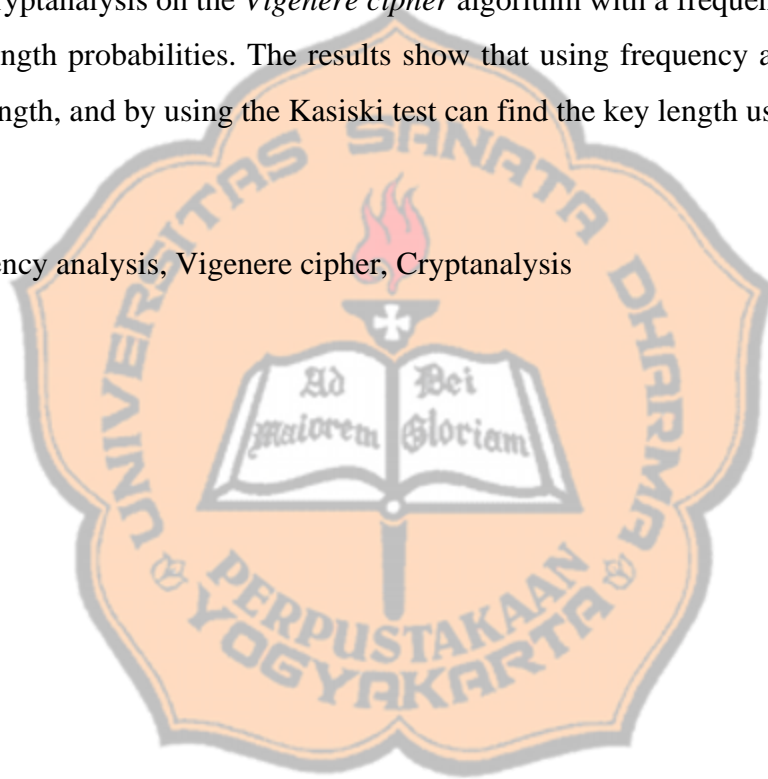 ryptanalysis on the Vigenere cipher algorithm with a frequen
ngth probabilities. The results show that using frequency a
ngth, and by using the Kasiski test can find the key length us
ency analysis, Vigenere cipher, Cryptanalysis
UNIVERSITAS SANATA DHARMA
Ad Dei
maiorem Gloriam
PERPUSTAKAAN
YOGYAKARTA